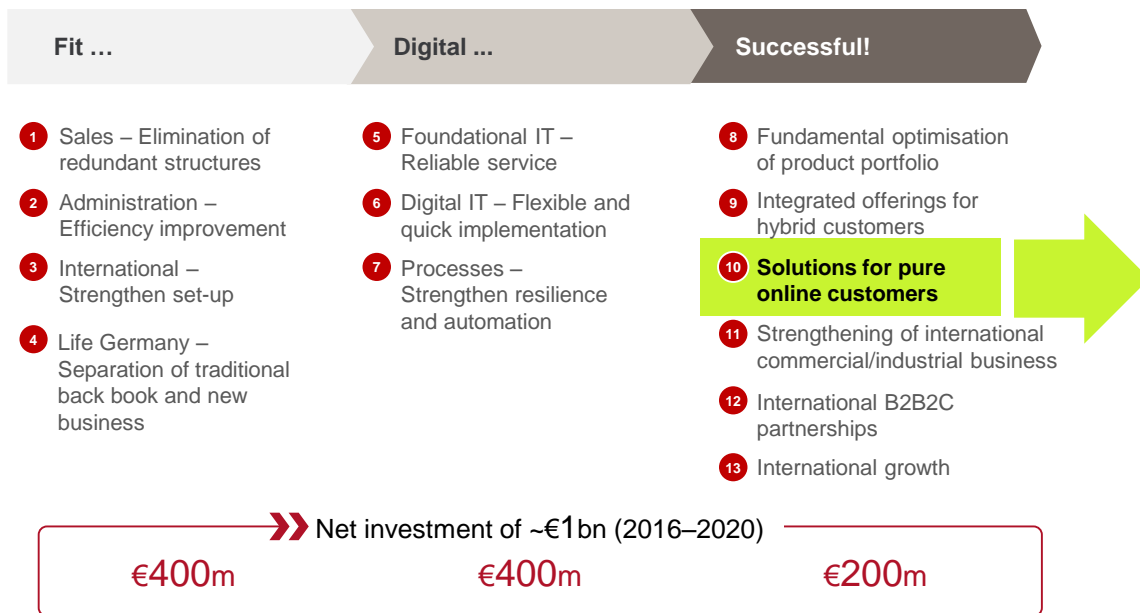 Fit …
Digital ...
Successful!
1 Sales – Elimination of
redundant structures
2 Administration –
Efficiency improvement
3 International –
Strengthen set-up
4 Life Germany –
Separation of traditional
back book and new
business
5 Foundational IT –
Reliable service
6 Digital IT – Flexible and
quick implementation
7 Processes –
Strengthen resilience
and automation
8 Fundamental optimisation
of product portfolio
9 Integrated offerings for
hybrid customers
10 Solutions for pure
online customers
11 Strengthening of international
commercial/industrial business
12 International B2B2C
partnerships
13 International growth
Net investment of ~€1bn (2016–2020)
€400m
€400m
€200m